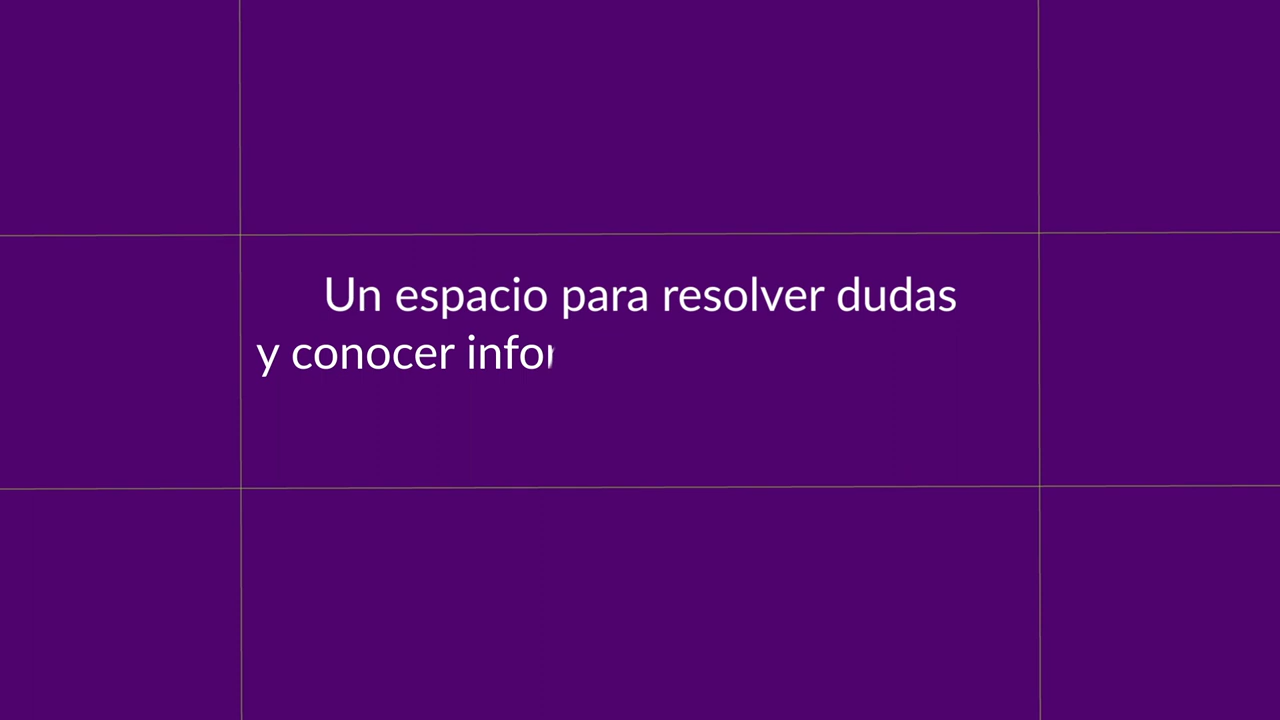 Un espacio para resolver dudas
y conocer infor